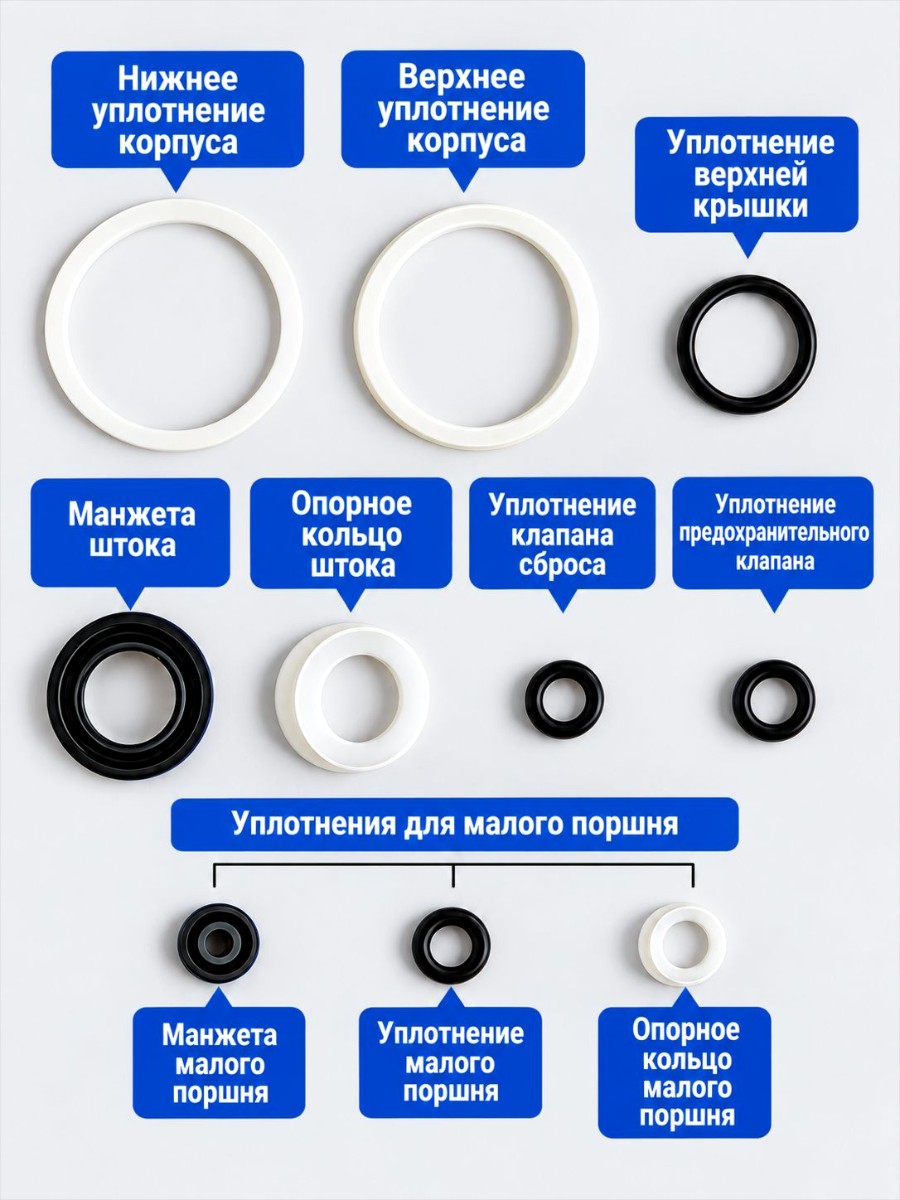 Нижнее
уплотнение
корпуса
Верхнее
уплотнение
корпуса
Уплотнение
верхней
крышки
Манжета
штока
Опорное
кольцо
штока
Уплотнение
клапана
сброса
Уплотнение
предохранительного
клапана
Уплотнения для малого поршня
Манжета
малого
поршня
Уплотнение
малого
поршня
Опорное
кольцо
малого
поршня